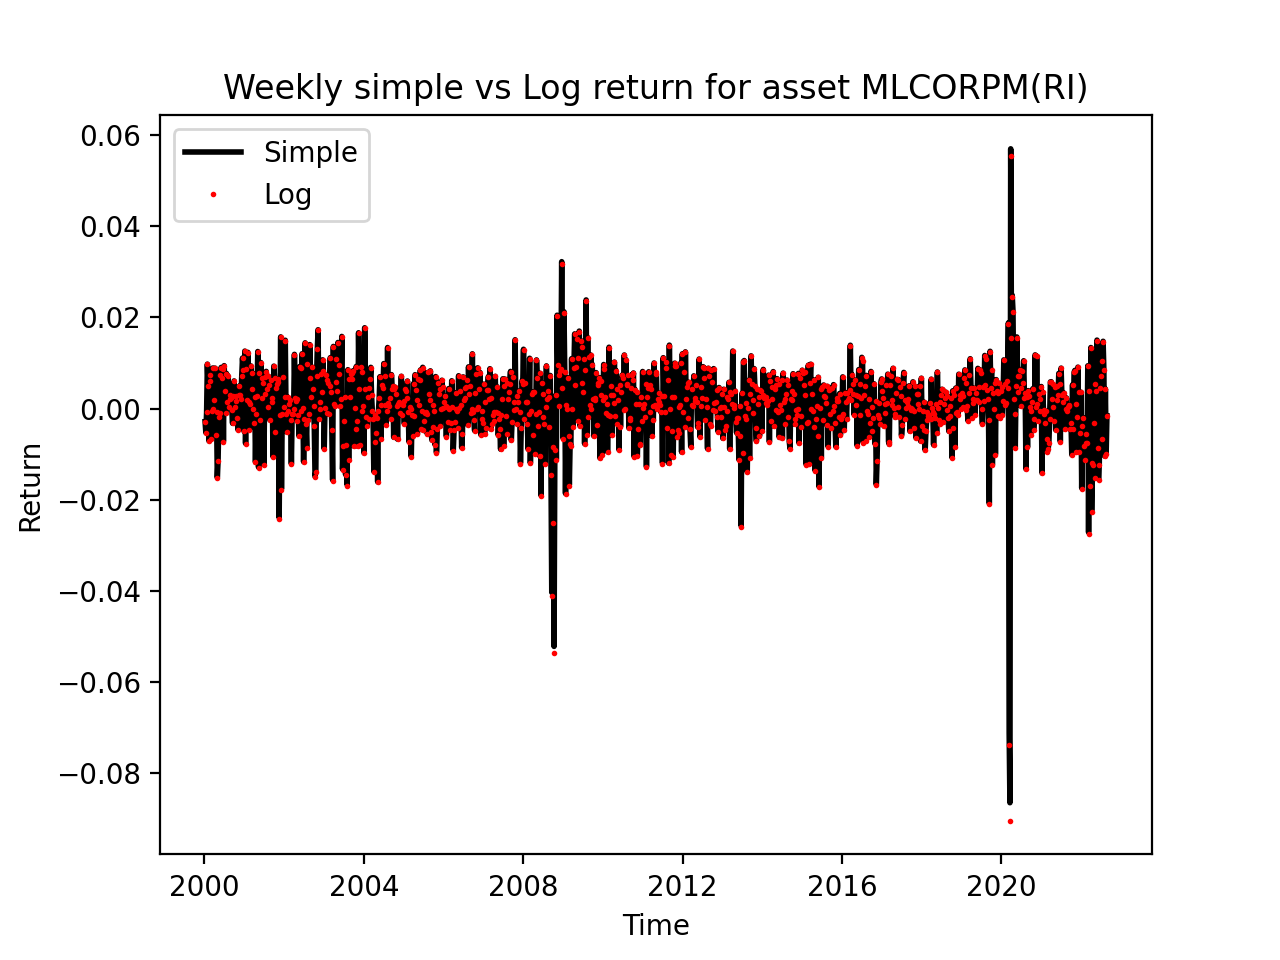 Weekly simple vs Log return for asset MLCORPM(RI)
Simple
Log
0.06
0.04
0.02
0.00
−0.02
−0.04
−0.06
−0.08
Return
2000 2004 2008 2012 2016 2020
Time